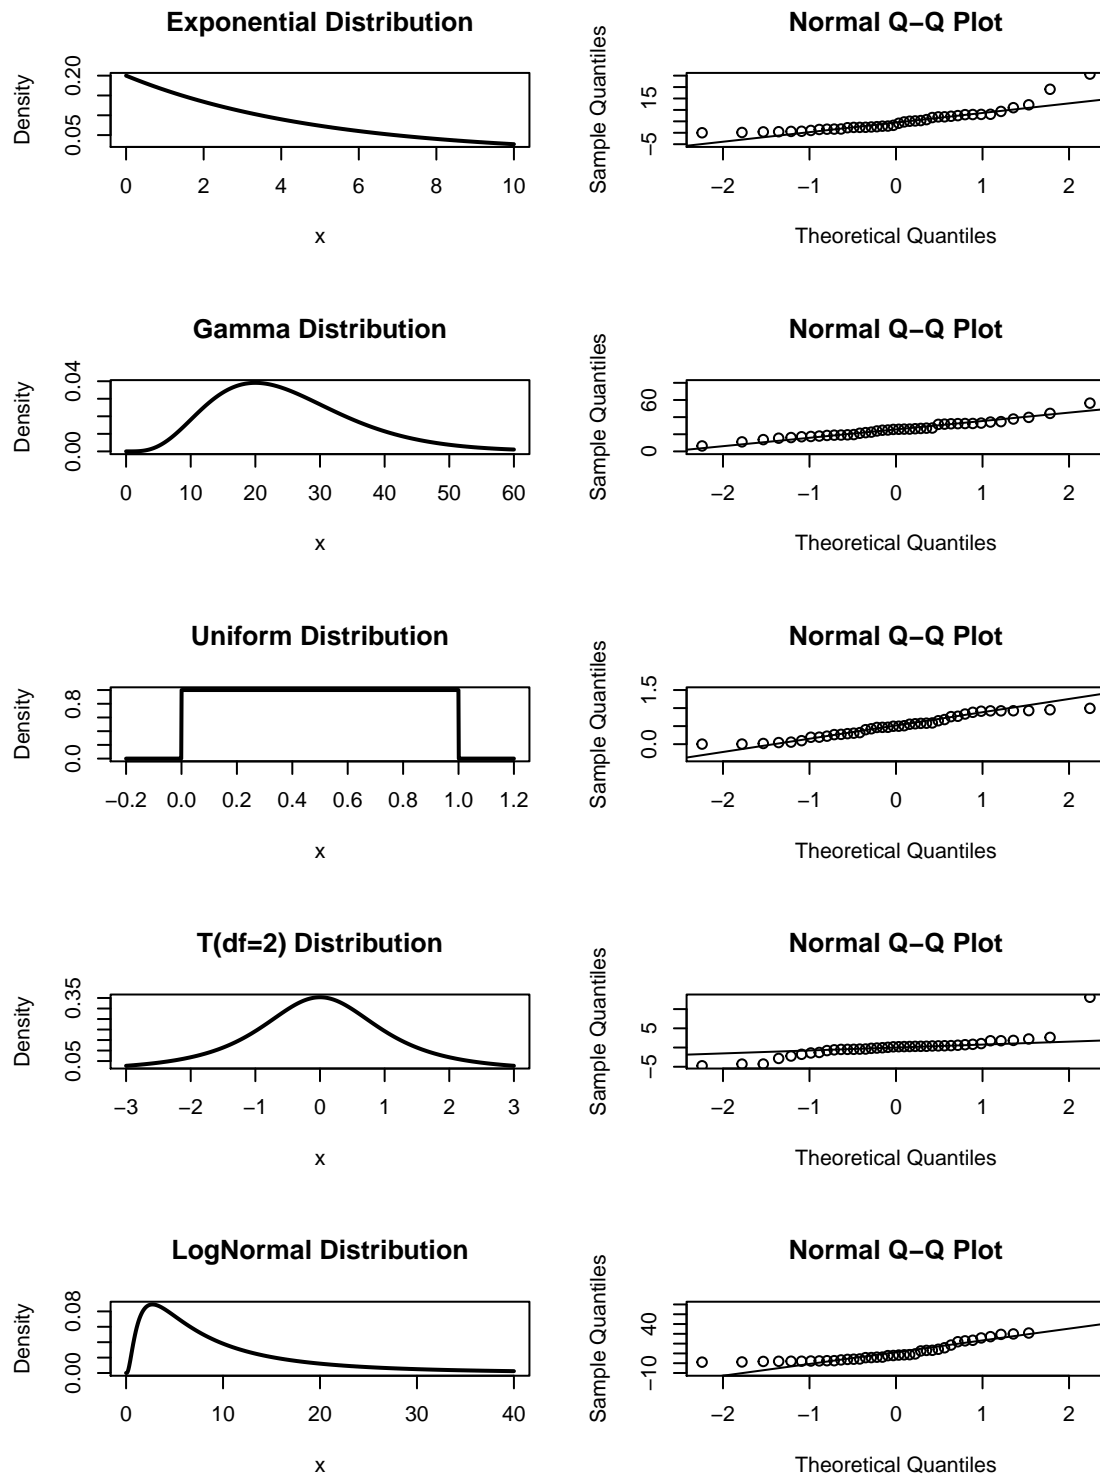 Exponential Distribution
Density
0.05 0.20
0 2 4 6 8 10
x
Normal Q−Q Plot
Sample Quantiles
−5 15
−2 −1 0 1 2
Theoretical Quantiles
Gamma Distribution
Density
0.00 0.04
0 10 20 30 40 50 60
x
Normal Q−Q Plot
Sample Quantiles
0 60
−2 −1 0 1 2
Theoretical Quantiles
Uniform Distribution
Density
0.0 0.8
−0.2 0.0 0.2 0.4 0.6 0.8 1.0 1.2
x
Normal Q−Q Plot
Sample Quantiles
0.0 1.5
−2 −1 0 1 2
Theoretical Quantiles
T(df=2) Distribution
Density
0.05 0.35
−3 −2 −1 0 1 2 3
x
Normal Q−Q Plot
Sample Quantiles
−5 5
−2 −1 0 1 2
Theoretical Quantiles
LogNormal Distribution
Density
0.00 0.08
0 10 20 30 40
x
Normal Q−Q Plot
Sample Quantiles
−10 40
−2 −1 0 1 2
Theoretical Quantiles